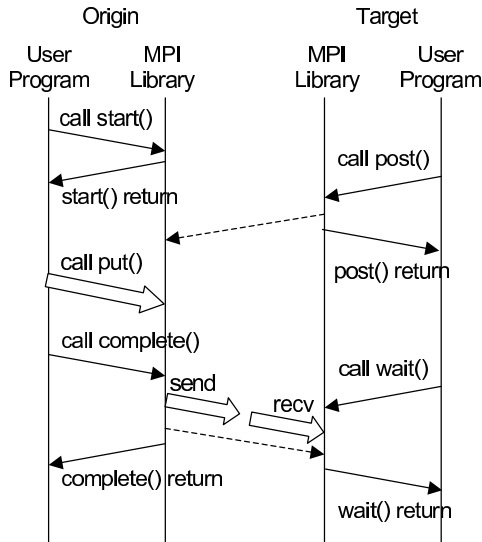 Origin Target
User Program MPI Library MPI Library User Program
call start()
call post()
start() return
call put()
post() return
call complete()
call wait()
send
recv
complete() return
wait() return